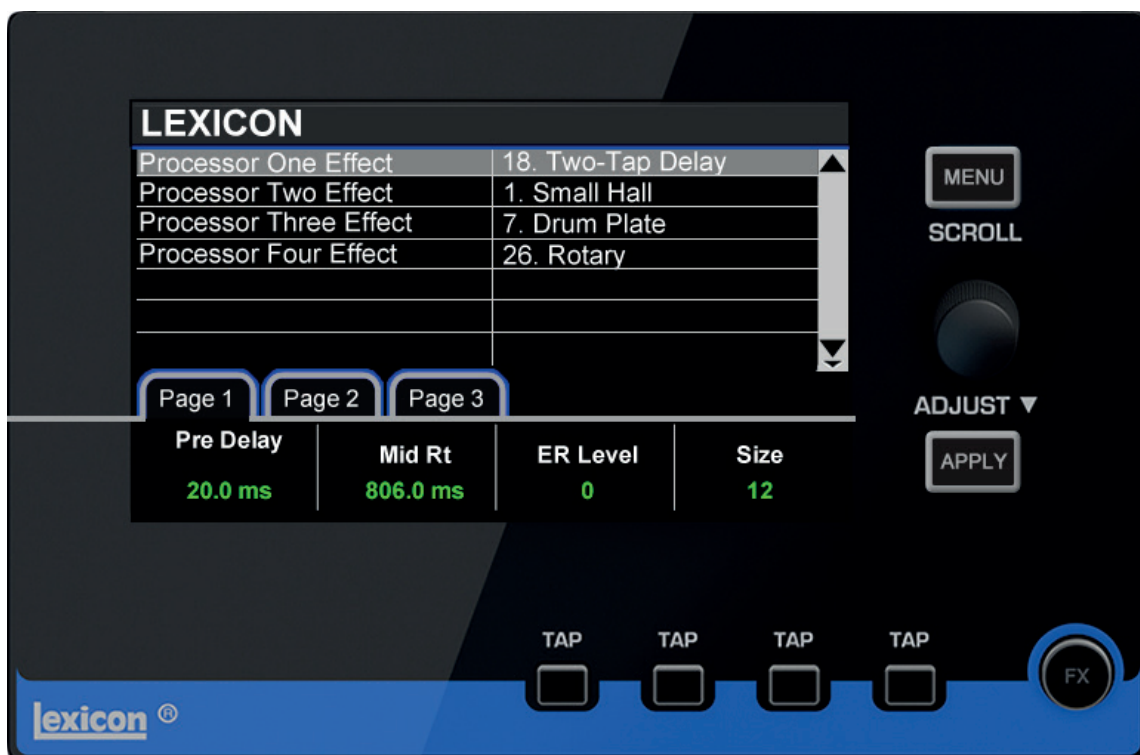 LEXICON
Processor One Effect 18. Two-Tap Delay
Processor Two Effect 1. Small Hall
Processor Three Effect 7. Drum Plate
Processor Four Effect 26. Rotary
Page 1 Page 2 Page 3
Pre Delay Mid Rt ER Level Size
20.0 ms 806.0 ms 0 12
MENU
SCROLL
ADJUST ▼
APPLY
TAP TAP TAP TAP
FX
lexicon ®